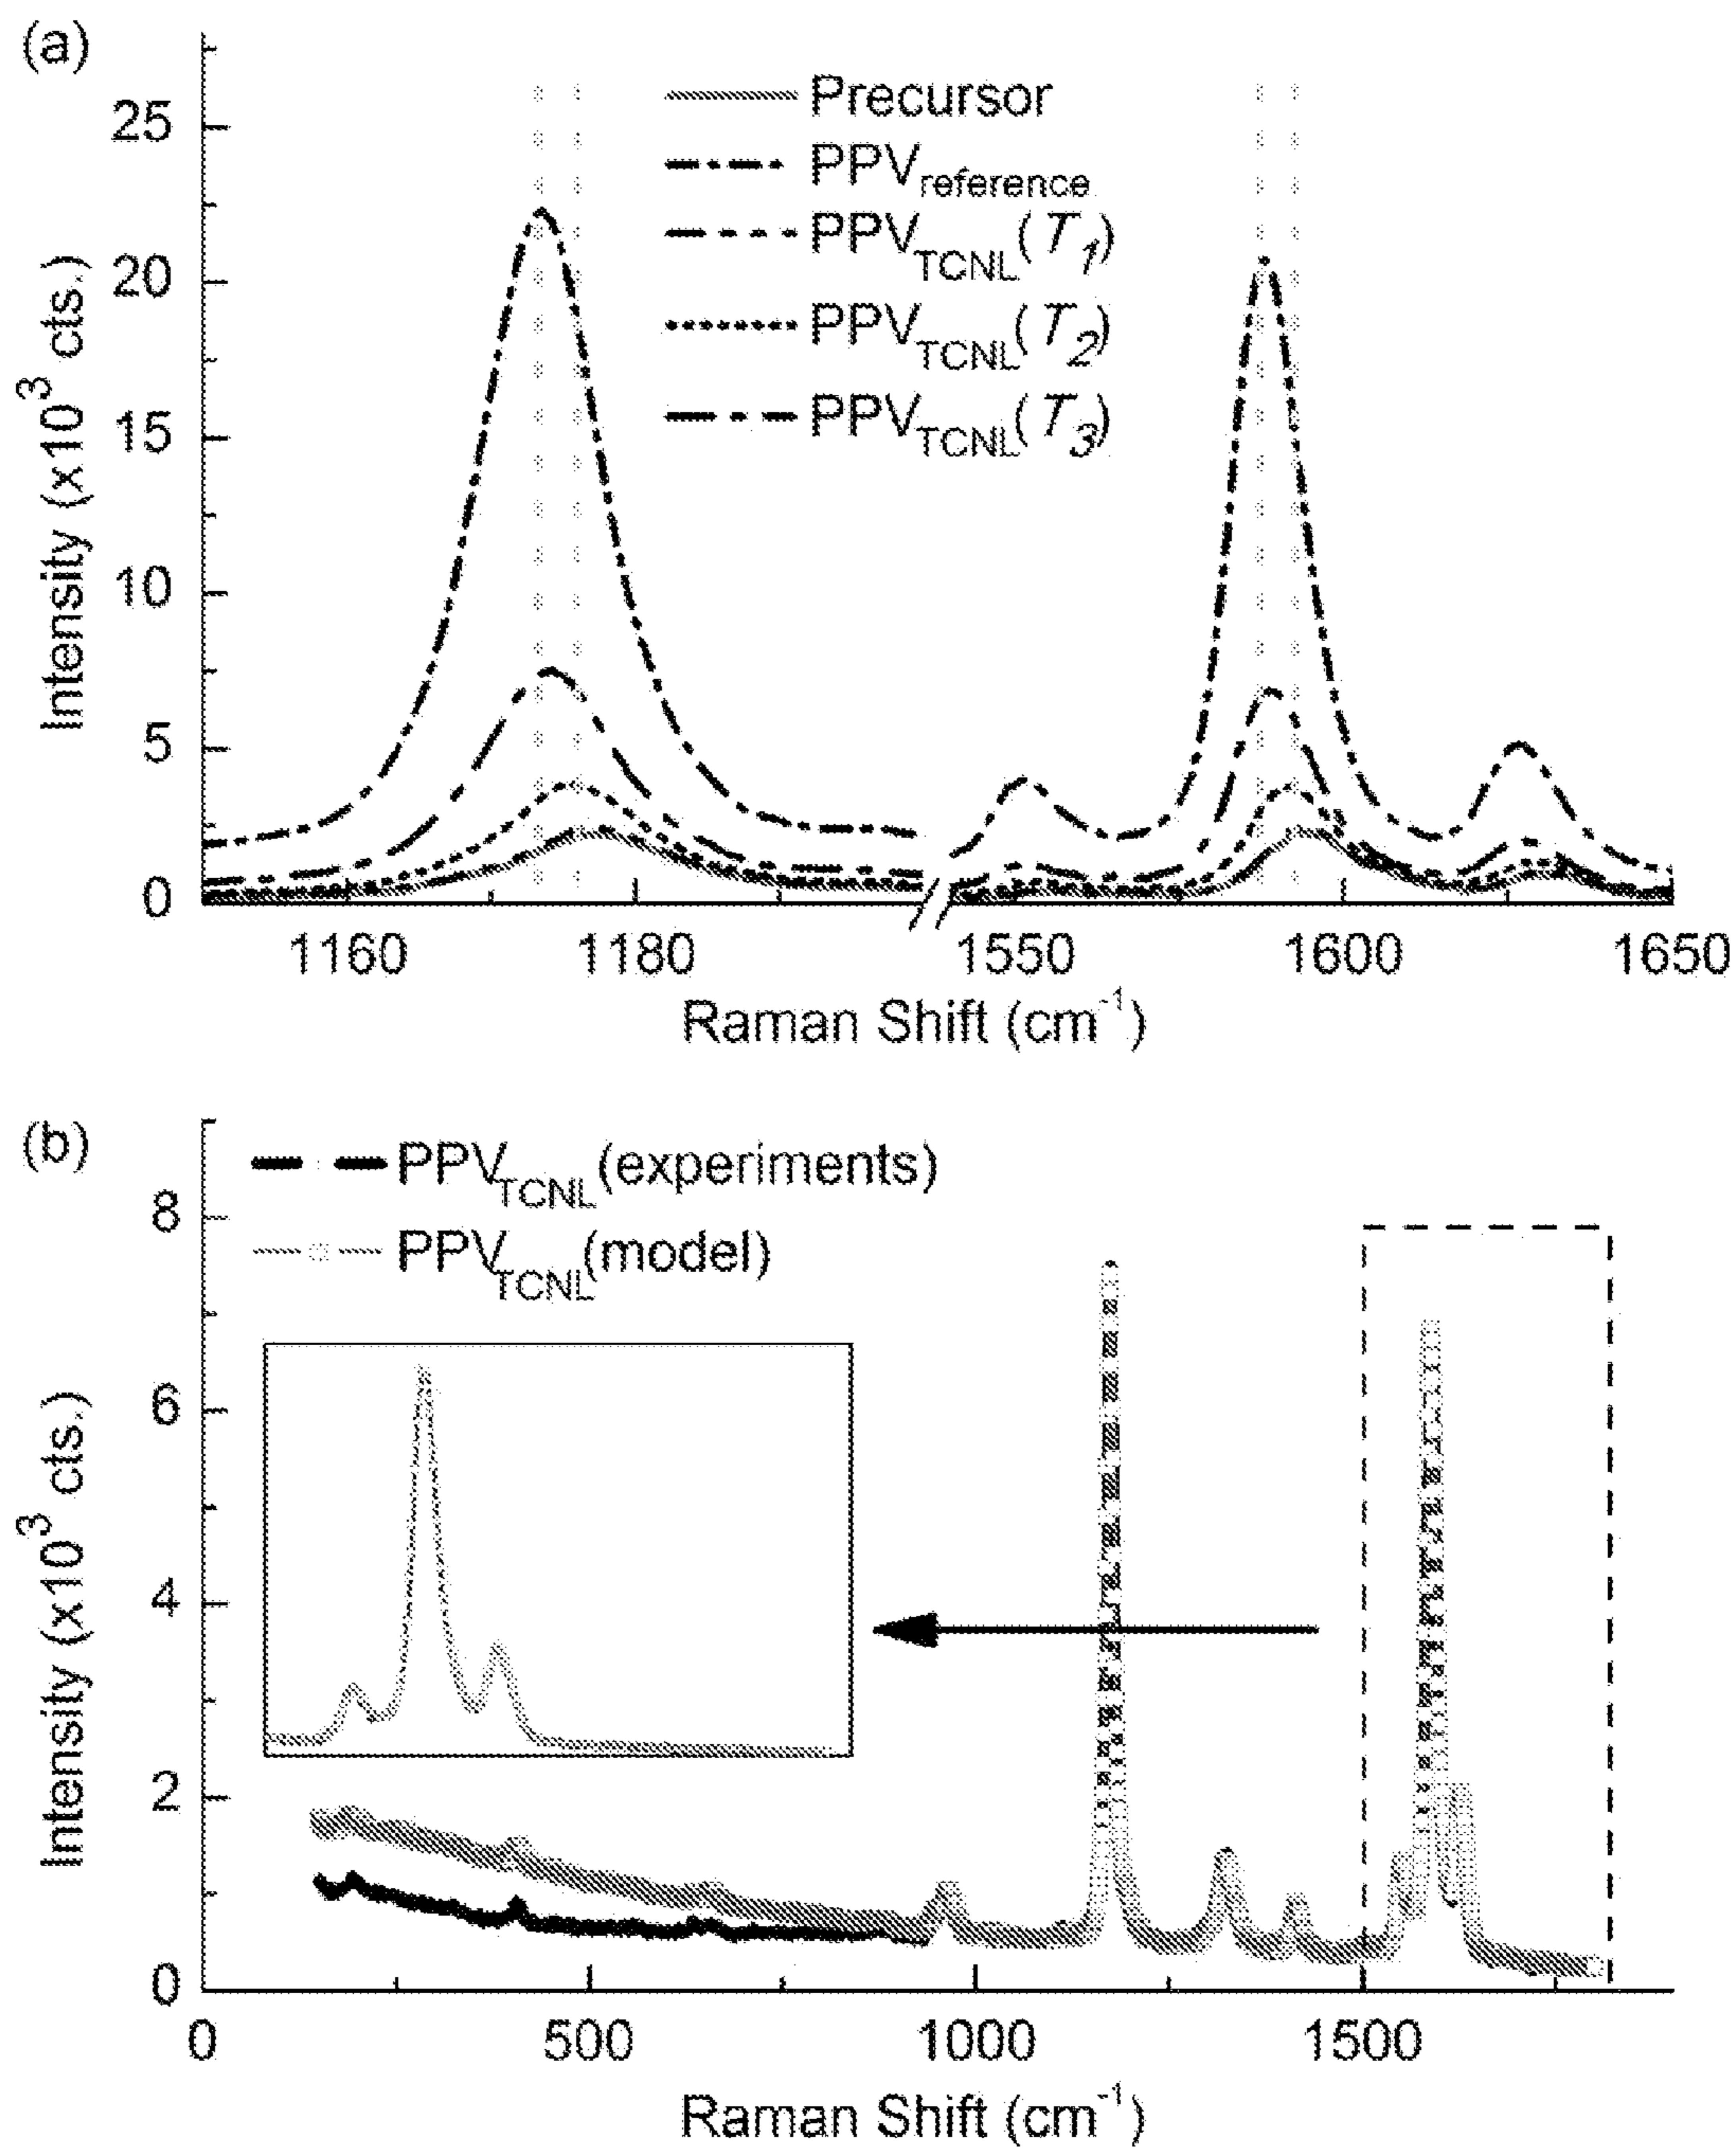 (a)
Precursor
PPVreference
PPVTCNL(T1)
PPVTCNL(T2)
PPVTCNL(T3)
25
20
15
10
5
0
Intensity (x10³ cts.)
1160 1180 1550 1600 1650
Raman Shift (cm⁻¹)
(b)
PPVTCNL(experiments)
PPVTCNL(model)
8
6
4
2
0
Intensity (x10³ cts.)
0 500 1000 1500
Raman Shift (cm⁻¹)